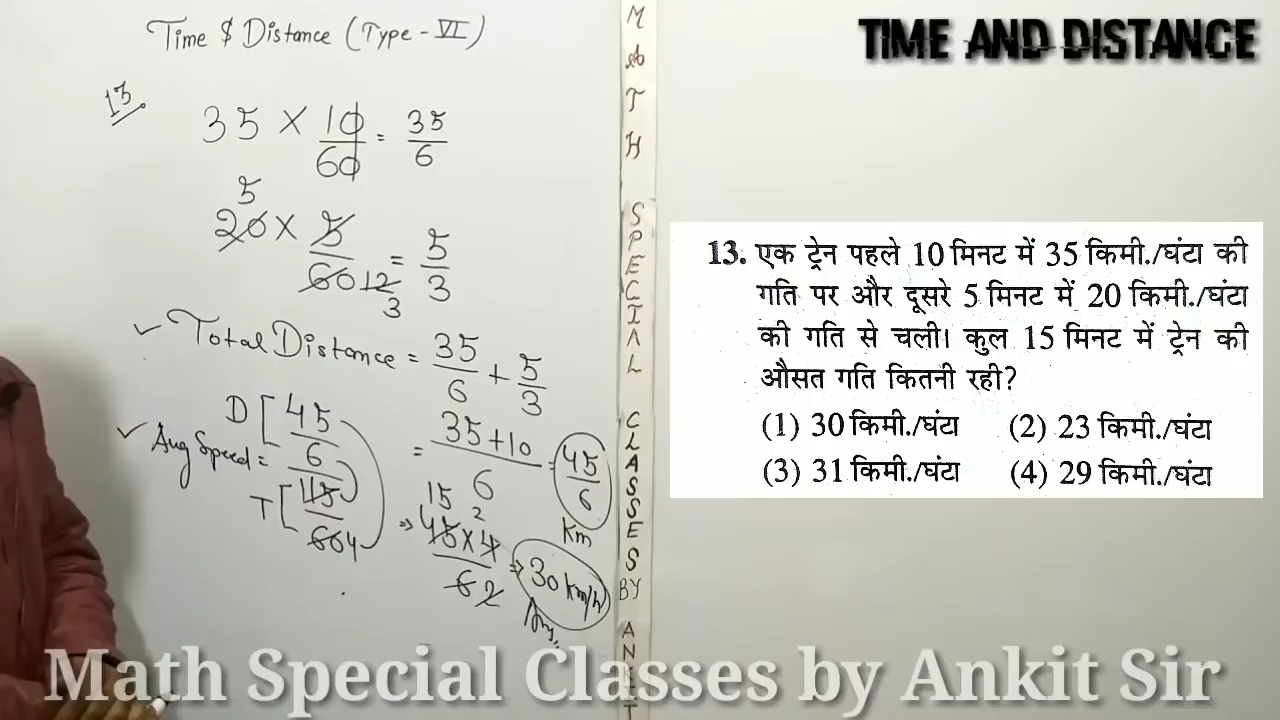 Time & Distance (Type - VI)
13.
35 × 10/60 = 35/6
5
20 × 5/60 12 3 = 5/3
✓ Total Distance = 35/6 + 5/3
= 35+10/6 = 45/6 Km
✓ Avg Speed = D [45/6 T [15/60 4
15 2
⇒ 45×4/6 2 ⇒ 30 Km/h
Ans.
MATH SPECIAL CLASSES BY ANKIT
TIME AND DISTANCE
13. एक ट्रेन पहले 10 मिनट में 35 किमी./घंटा की
गति पर और दूसरे 5 मिनट में 20 किमी./घंटा
की गति से चली। कुल 15 मिनट में ट्रेन की
औसत गति कितनी रही?
(1) 30 किमी./घंटा (2) 23 किमी./घंटा
(3) 31 किमी./घंटा (4) 29 किमी./घंटा
Math Special Classes by Ankit Sir